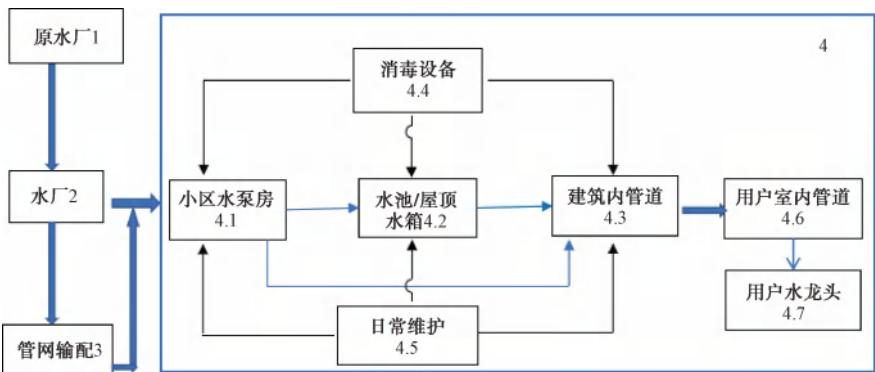 原水厂1
4
消毒设备
4.4
水厂2
小区水泵房
4.1
水池/屋顶
水箱4.2
建筑内管道
4.3
用户室内管道
4.6
用户水龙头
4.7
日常维护
4.5
管网输配3